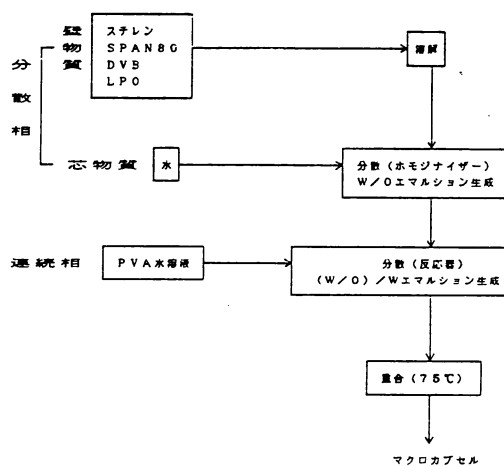 壁物質
スチレン
SPAN80
DVB
LPO
溶解
分散相
芯物質
水
分散(ホモジナイザー)
W/Oエマルション生成
連続相
PVA水溶液
分散(反応器)
(W/O)/Wエマルション生成
重合(75℃)
マクロカプセル